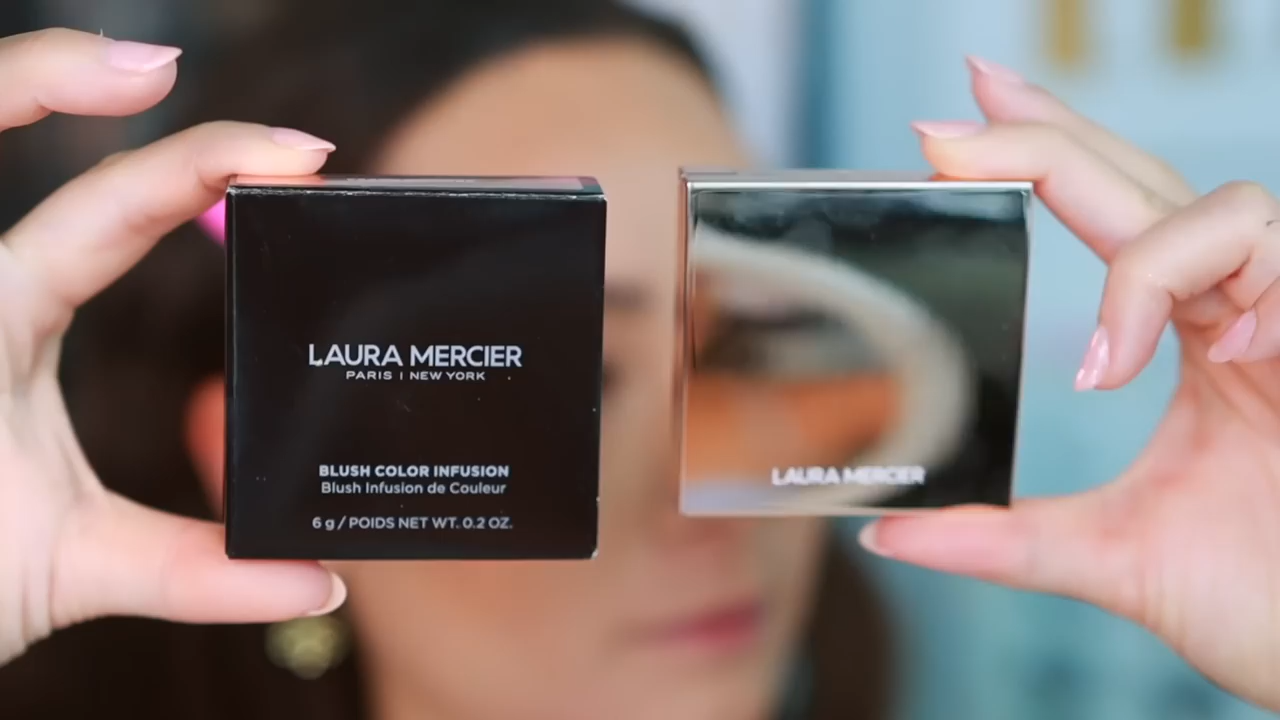 LAURA MERCIER
PARIS | NEW YORK
BLUSH COLOR INFUSION
Blush Infusion de Couleur
6 g / POIDS NET WT. 0.2 OZ.
LAURA MERCIER